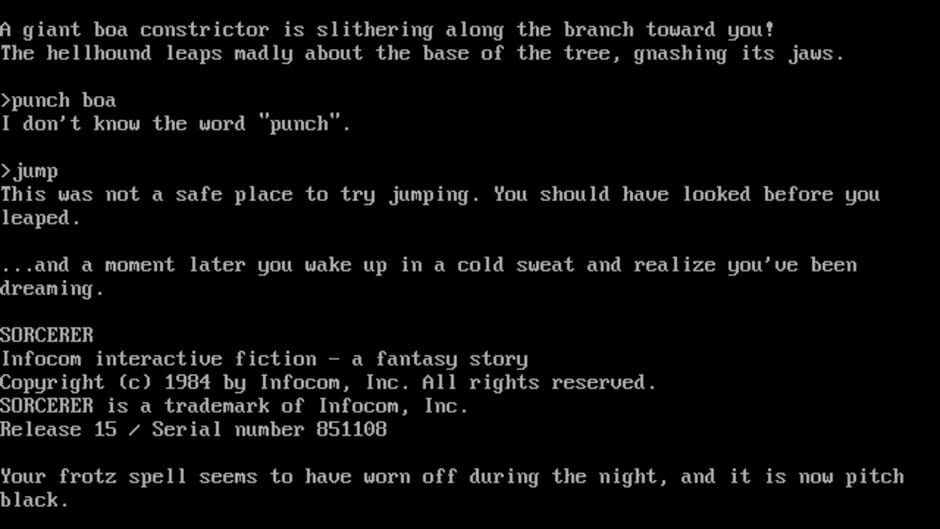 A giant boa constrictor is slithering along the branch toward you!
The hellhound leaps madly about the base of the tree, gnashing its jaws.
>punch boa
I don't know the word "punch".
>jump
This was not a safe place to try jumping. You should have looked before you
leaped.
...and a moment later you wake up in a cold sweat and realize you've been
dreaming.
SORCERER
Infocom interactive fiction - a fantasy story
Copyright (c) 1984 by Infocom, Inc. All rights reserved.
SORCERER is a trademark of Infocom, Inc.
Release 15 / Serial number 851108
Your frotz spell seems to have worn off during the night, and it is now pitch
black.